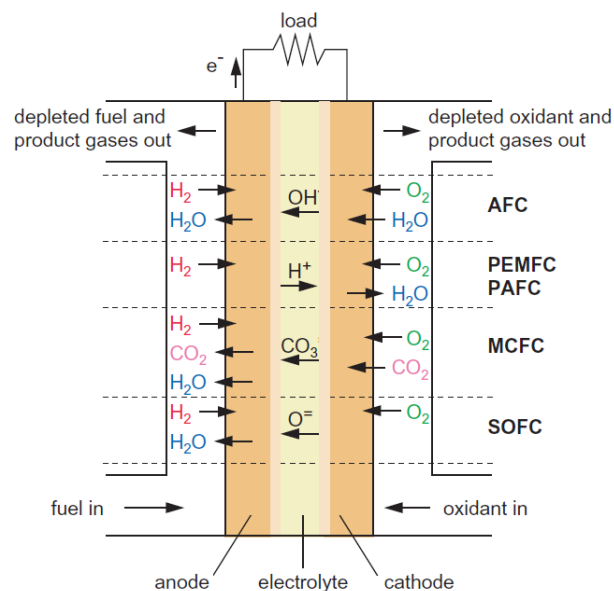 load
e⁻
depleted fuel and
product gases out
depleted oxidant and
product gases out
H₂ OH⁻ O₂ AFC
H₂O H₂O
H₂ H⁺ O₂ PEMFC
PAFC
H₂O
H₂
CO₂ CO₃ O₂ MCFC
H₂O CO₂
H₂ O⁼ O₂ SOFC
H₂O
fuel in oxidant in
anode electrolyte cathode